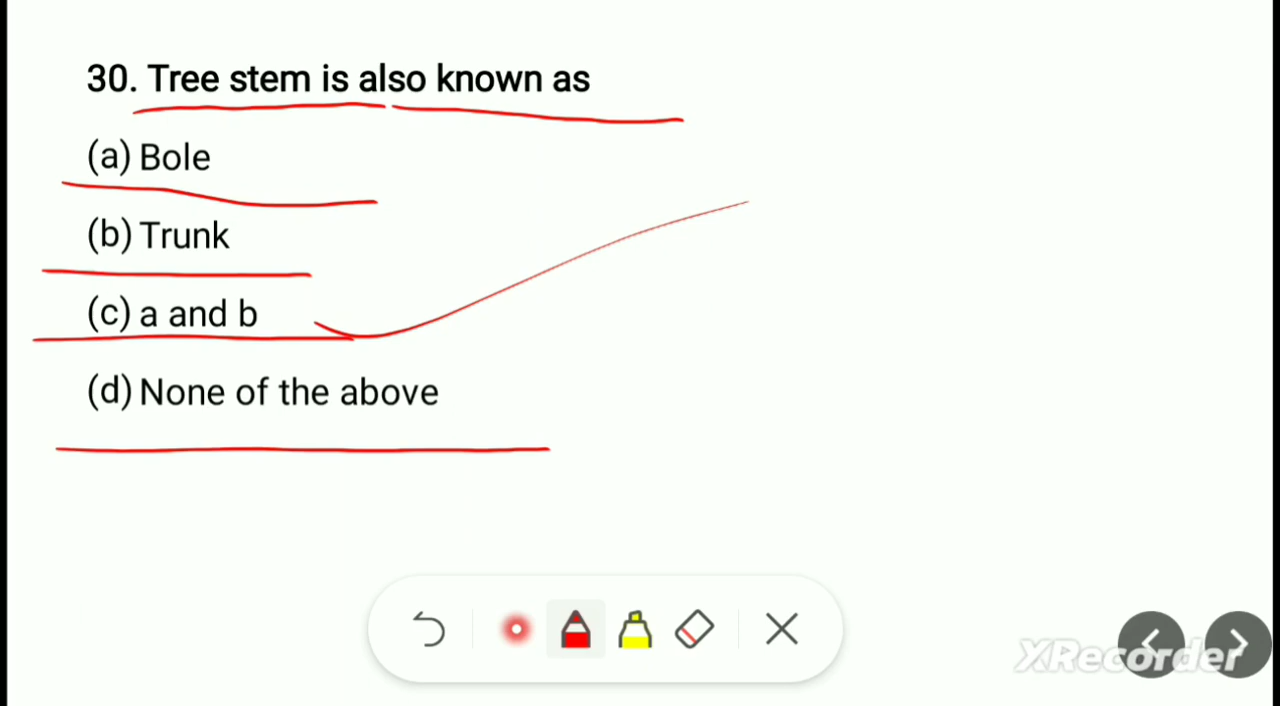 30. Tree stem is also known as
(a) Bole
(b) Trunk
(c) a and b
(d) None of the above
XRecorder